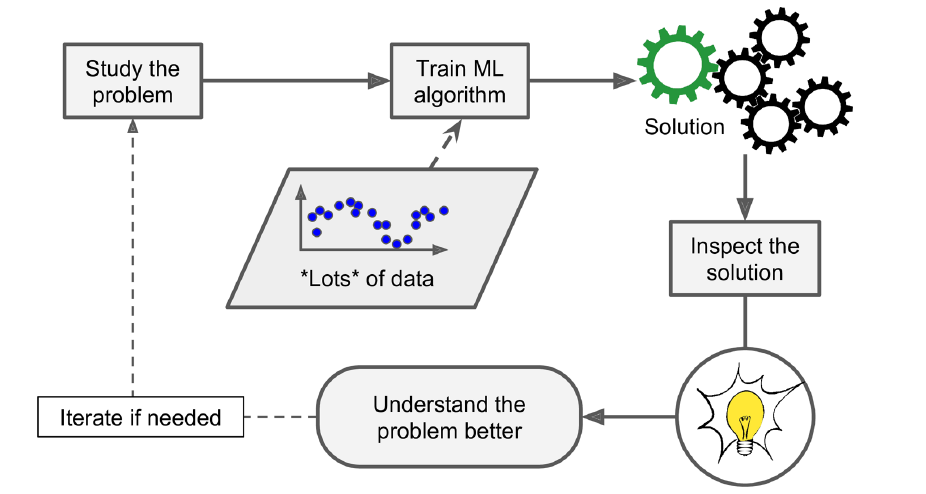 Study the
problem
Train ML
algorithm
Solution
*Lots* of data
Inspect the
solution
Understand the
problem better
Iterate if needed